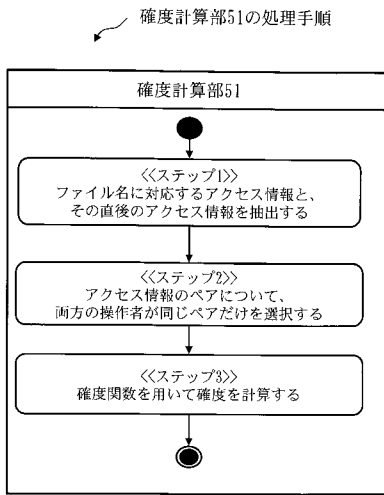 確度計算部51の処理手順
確度計算部51
<<ステップ1>>
ファイル名に対応するアクセス情報と、
その直後のアクセス情報を抽出する
<<ステップ2>>
アクセス情報のペアについて、
両方の操作者が同じペアだけを選択する
<<ステップ3>>
確度関数を用いて確度を計算する